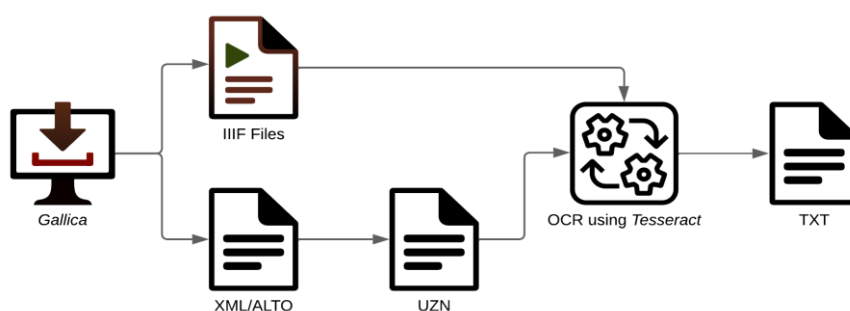 IIIF Files
Gallica
OCR using Tesseract
TXT
XML/ALTO
UZN